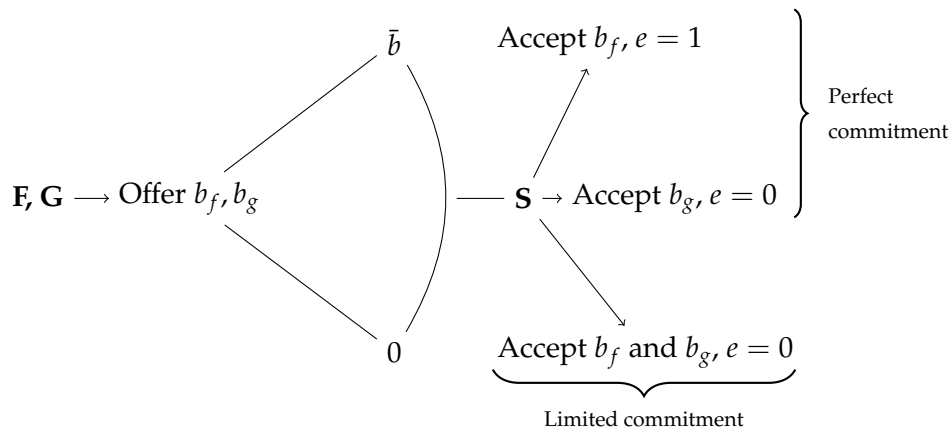 b̄
Accept b_f, e = 1
Perfect
commitment
F, G
Offer b_f, b_g
S
Accept b_g, e = 0
0
Accept b_f and b_g, e = 0
Limited commitment